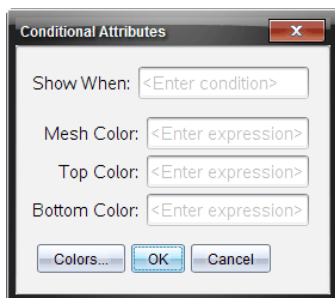 Conditional Attributes
Show When: <Enter condition>
Mesh Color: <Enter expression>
Top Color: <Enter expression>
Bottom Color: <Enter expression>
Colors... OK Cancel